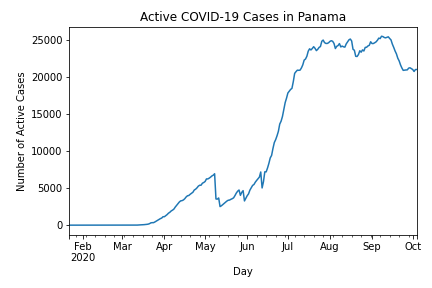 Active COVID-19 Cases in Panama
Number of Active Cases
25000
20000
15000
10000
5000
0
Feb Mar Apr May Jun Jul Aug Sep Oct
2020
Day